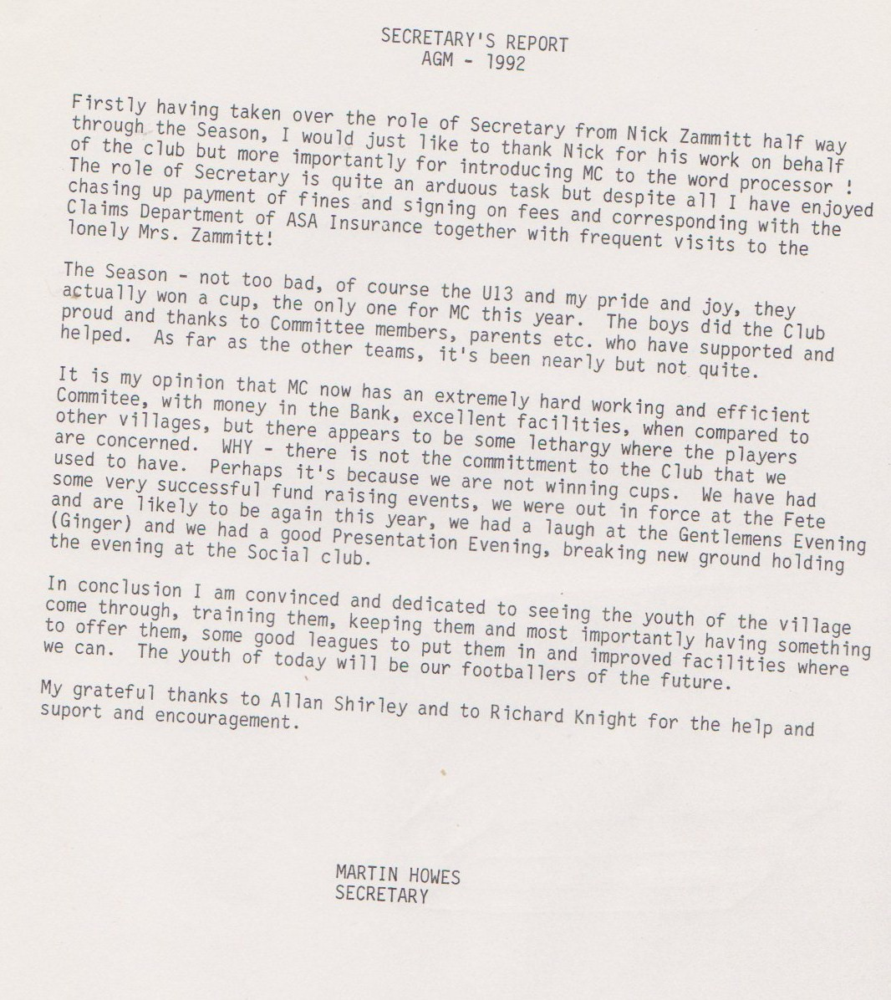 SECRETARY'S REPORT
AGM - 1992
Firstly having taken over the role of Secretary from Nick Zammitt half way
through the Season, I would just like to thank Nick for his work on behalf
of the club but more importantly for introducing MC to the word processor !
The role of Secretary is quite an arduous task but despite all I have enjoyed
chasing up payment of fines and signing on fees and corresponding with the
Claims Department of ASA Insurance together with frequent visits to the
lonely Mrs. Zammitt!
The Season - not too bad, of course the U13 and my pride and joy, they
actually won a cup, the only one for MC this year.  The boys did the Club
proud and thanks to Committee members, parents etc. who have supported and
helped.  As far as the other teams, it's been nearly but not quite.
It is my opinion that MC now has an extremely hard working and efficient
Commitee, with money in the Bank, excellent facilities, when compared to
other villages, but there appears to be some lethargy where the players
are concerned.  WHY - there is not the committment to the Club that we
used to have.  Perhaps it's because we are not winning cups.  We have had
some very successful fund raising events, we were out in force at the Fete
and are likely to be again this year, we had a laugh at the Gentlemens Evening
(Ginger) and we had a good Presentation Evening, breaking new ground holding
the evening at the Social club.
In conclusion I am convinced and dedicated to seeing the youth of the village
come through, training them, keeping them and most importantly having something
to offer them, some good leagues to put them in and improved facilities where
we can.  The youth of today will be our footballers of the future.
My grateful thanks to Allan Shirley and to Richard Knight for the help and
suport and encouragement.
MARTIN HOWES
SECRETARY